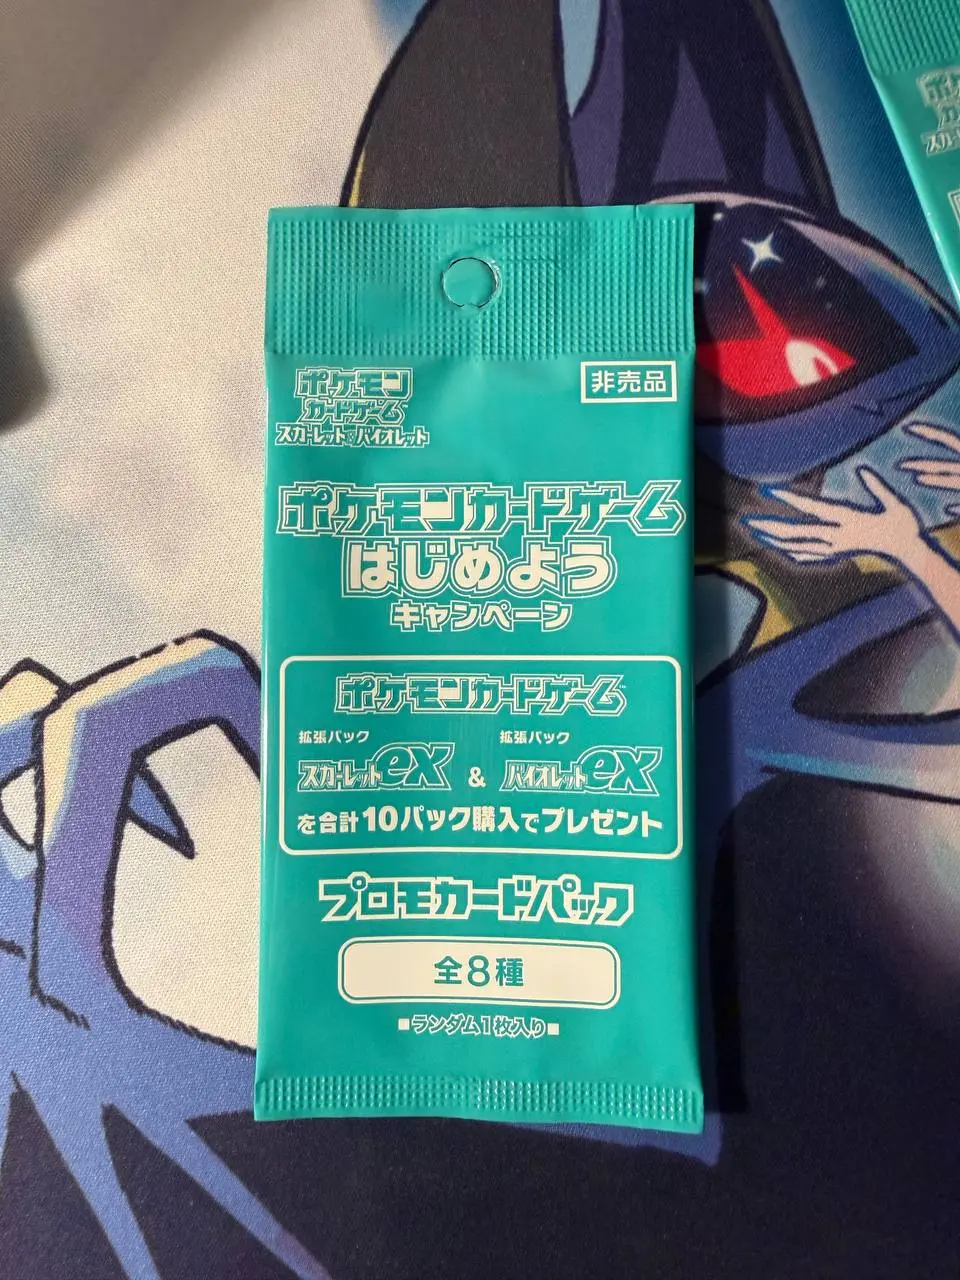 ポケモン
カードゲーム
スカーレット&バイオレット
非売品
ポケモンカードゲーム
はじめよう
キャンペーン
ポケモンカードゲーム™
拡張パック
スカーレットex
&
拡張パック
バイオレットex
を合計10パック購入でプレゼント
プロモカードパック
全8種
■ランダム1枚入り■